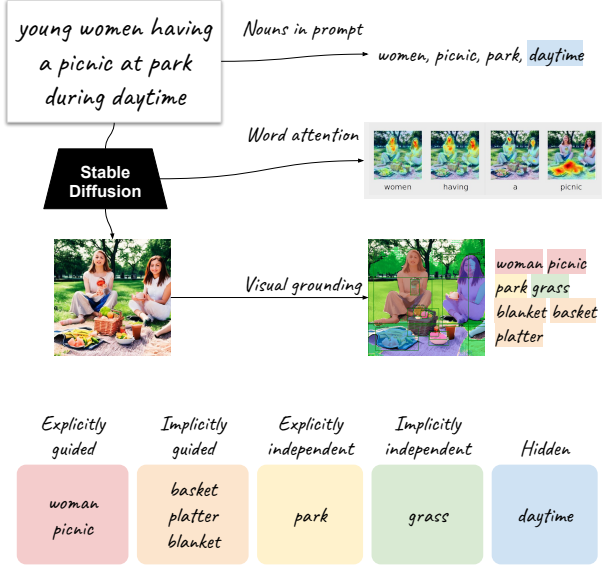 young women having
a picnic at park
during daytime
Nouns in prompt
women, picnic, park, daytime
Word attention
women having a picnic
Stable
Diffusion
Visual grounding
woman picnic
park grass
blanket basket
platter
Explicitly guided
Implicitly guided
Explicitly independent
Implicitly independent
Hidden
woman
picnic
basket
platter
blanket
park
grass
daytime